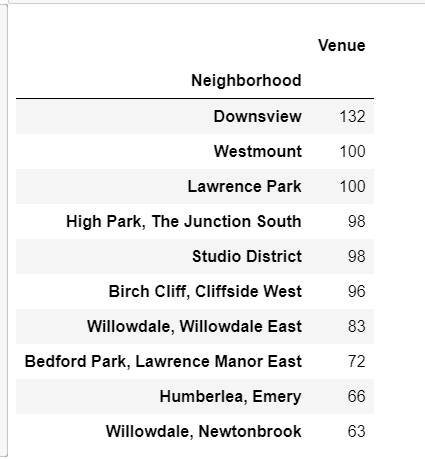 Venue
Neighborhood
Downsview 132
Westmount 100
Lawrence Park 100
High Park, The Junction South 98
Studio District 98
Birch Cliff, Cliffside West 96
Willowdale, Willowdale East 83
Bedford Park, Lawrence Manor East 72
Humberlea, Emery 66
Willowdale, Newtonbrook 63